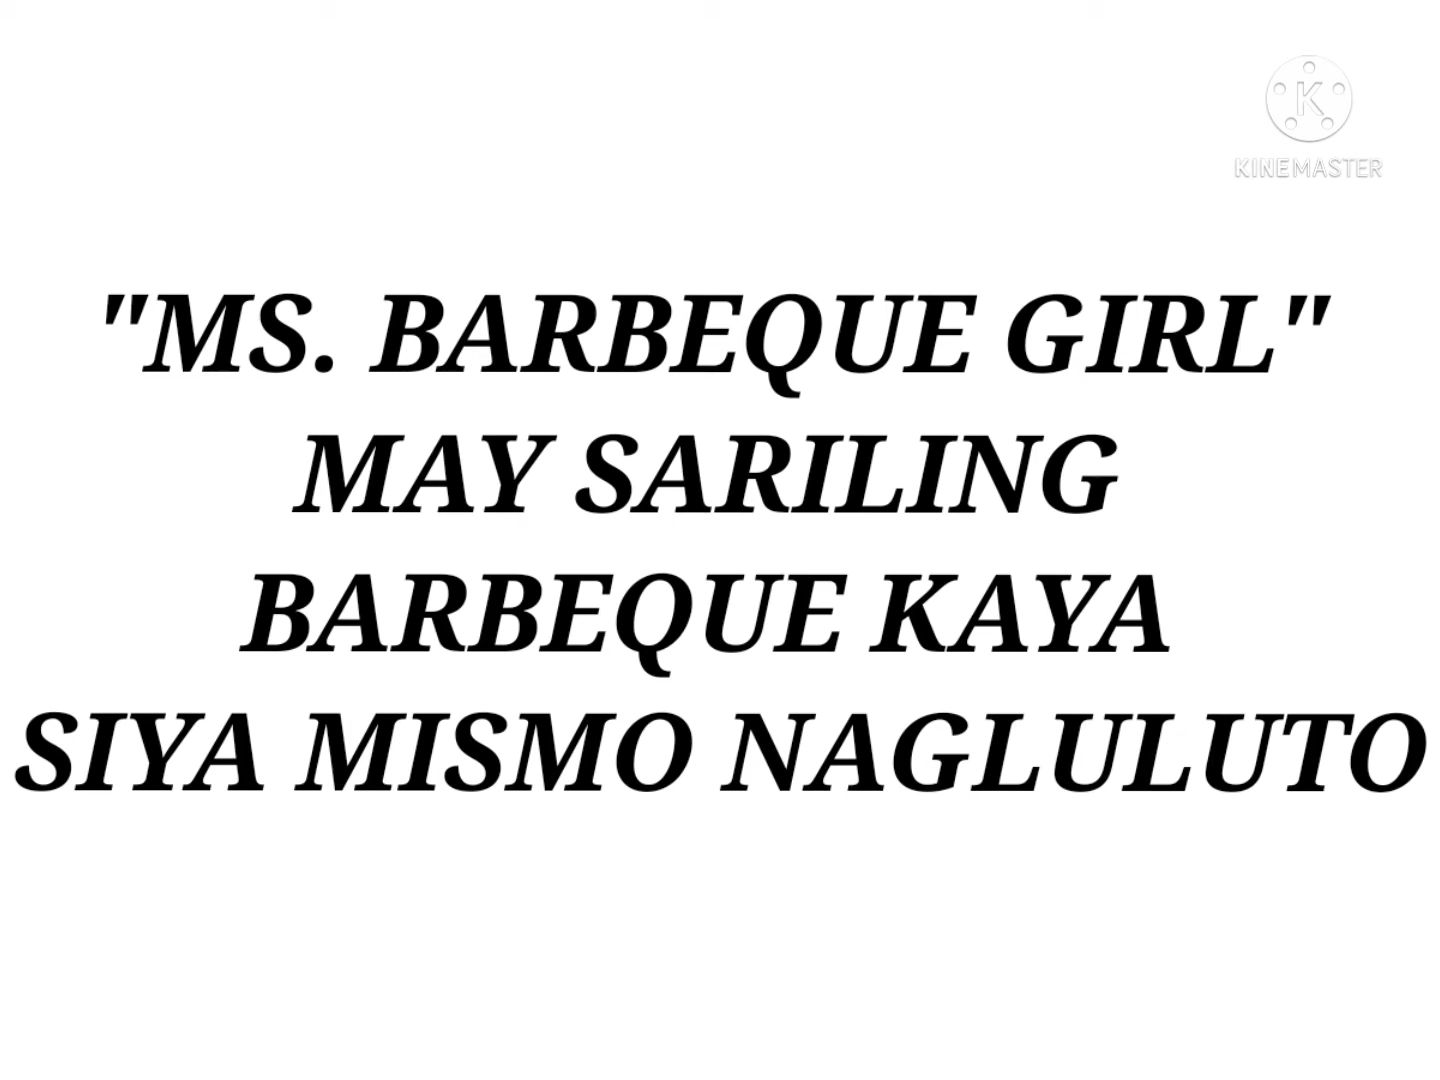 KINEMASTER
"MS. BARBEQUE GIRL"
MAY SARILING
BARBEQUE KAYA
SIYA MISMO NAGLULUTO